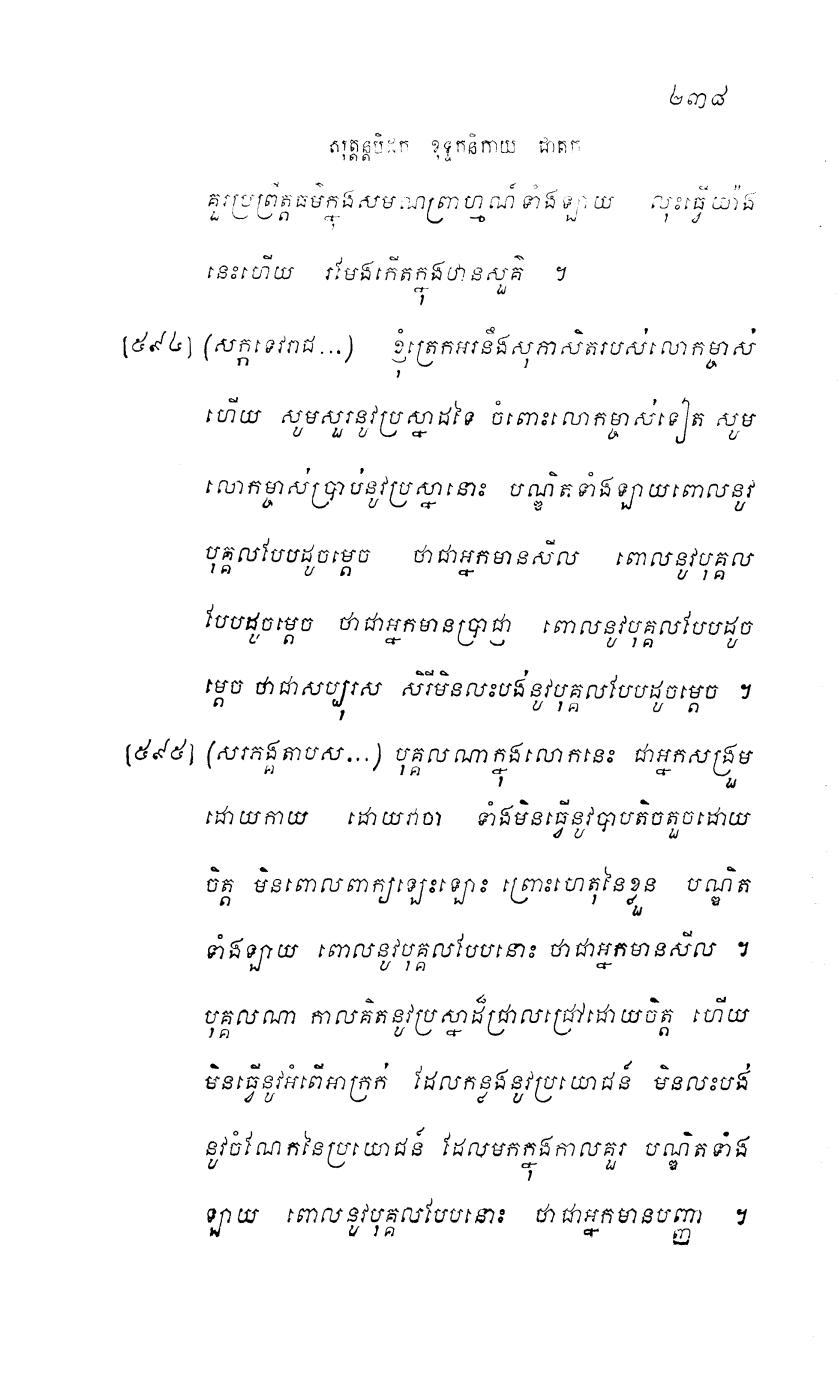 ២៣៨
សុត្តន្តបិដក ខុទ្ទកនិកាយ ជាតក
គួរប្រព្រឹត្តធម៌ក្នុងសមណព្រាហ្មណ៍ទាំងឡាយ លុះធ្វើយ៉ាង
នេះហើយ រមែងកើតក្នុងឋានសួគ៌ ។
[៥៩៤] (សក្កទេវរាជ...) ខ្ញុំត្រេកអរនឹងសុភាសិតរបស់លោកម្ចាស់
ហើយ សូមសួរនូវប្រស្នាដទៃ ចំពោះលោកម្ចាស់ទៀត សូម
លោកម្ចាស់ប្រាប់នូវប្រស្នានោះ បណ្ឌិតទាំងឡាយពោលនូវ
បុគ្គលបែបដូចម្តេច ថាជាអ្នកមានសីល ពោលនូវបុគ្គល
បែបដូចម្តេច ថាជាអ្នកមានប្រាជ្ញា ពោលនូវបុគ្គលបែបដូច
ម្តេច ថាជាសប្បុរស សិរីមិនលះបង់នូវបុគ្គលបែបដូចម្តេច ។
[៥៩៥] (សរភង្គតាបស...) បុគ្គលណាក្នុងលោកនេះ ជាអ្នកសង្រួម
ដោយកាយ ដោយវាចា ទាំងមិនធ្វើនូវបាបតិចតួចដោយ
ចិត្ត មិនពោលពាក្យឡេះឡោះ ព្រោះហេតុនៃខ្លួន បណ្ឌិត
ទាំងឡាយ ពោលនូវបុគ្គលបែបនោះ ថាជាអ្នកមានសីល ។
បុគ្គលណា កាលគិតនូវប្រស្នាដ៏ជ្រាលជ្រៅដោយចិត្ត ហើយ
មិនធ្វើនូវអំពើអាក្រក់ ដែលកន្លងនូវប្រយោជន៍ មិនលះបង់
នូវចំណែកនៃប្រយោជន៍ ដែលមកក្នុងកាលគួរ បណ្ឌិតទាំង
ឡាយ ពោលនូវបុគ្គលបែបនោះ ថាជាអ្នកមានបញ្ញា ។